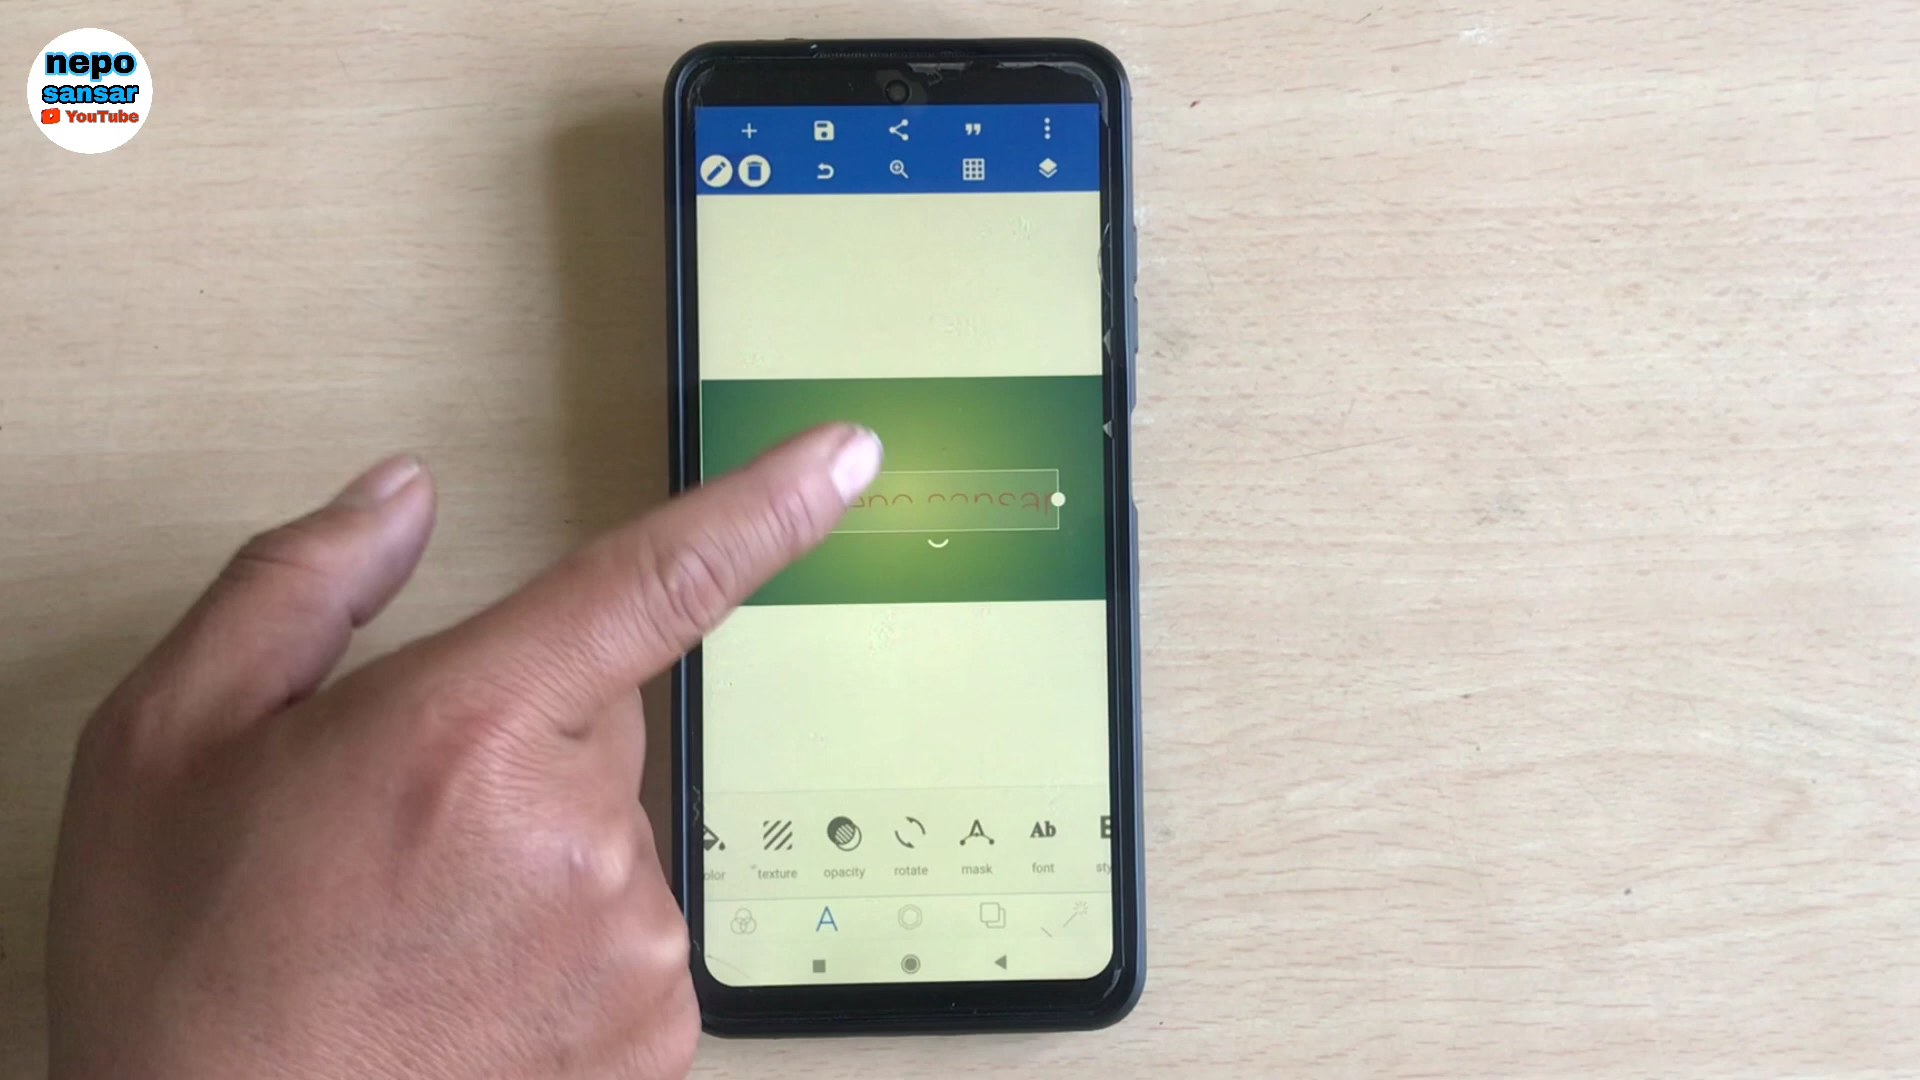 nepo
sansar
YouTube
texture
opacity
rotate
mask
Ab
font
A